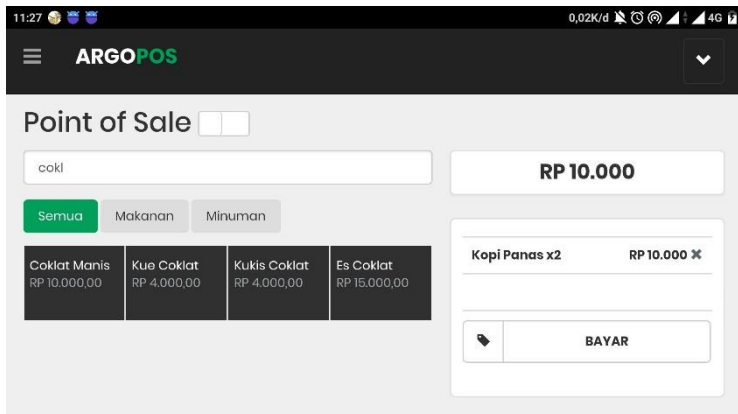 11:27 0,02K/d 4G
ARGOPOS
Point of Sale
cokl
RP 10.000
Semua Makanan Minuman
Coklat Manis Kue Coklat Kukis Coklat Es Coklat
RP 10.000,00 RP 4.000,00 RP 4.000,00 RP 15.000,00
Kopi Panas x2 RP 10.000
BAYAR